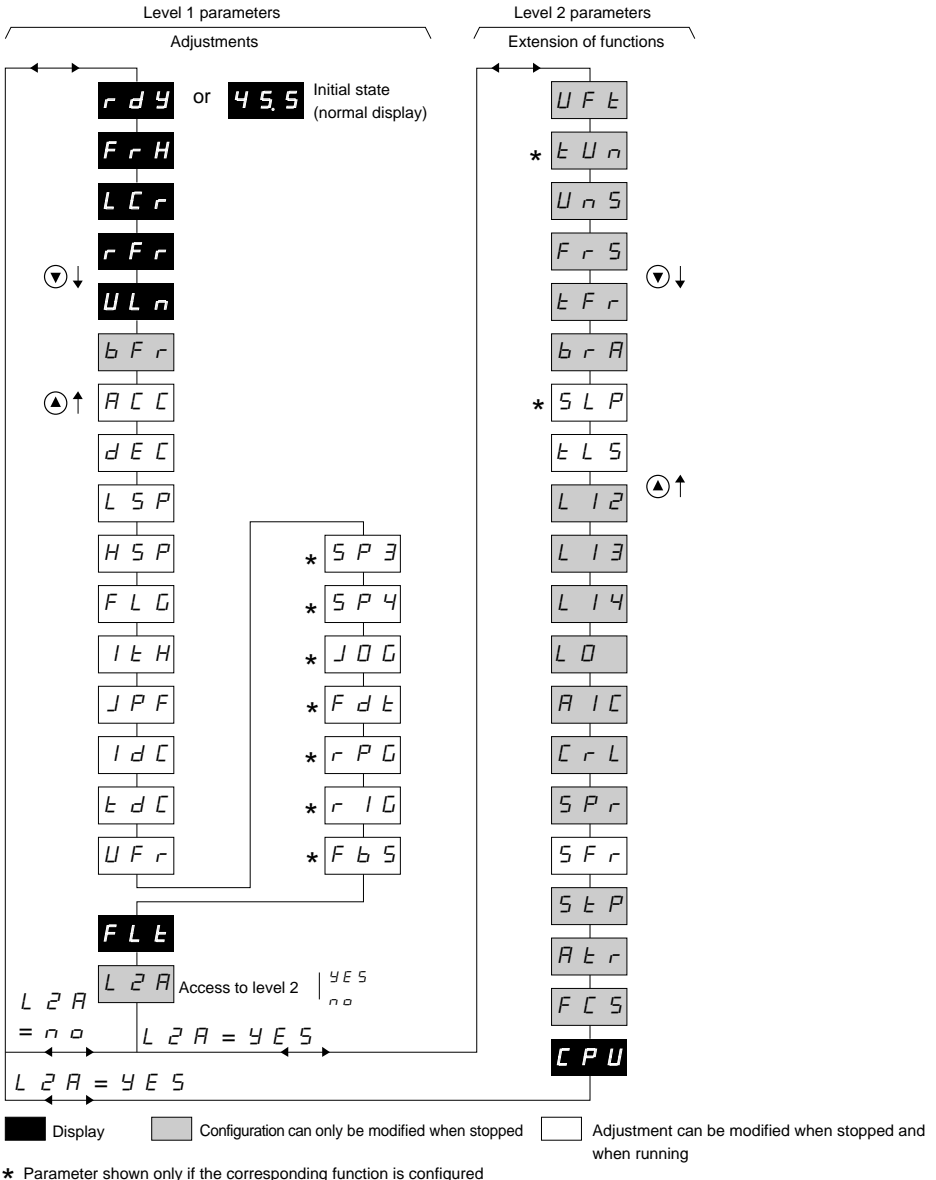 Level 1 parameters
Adjustments
rdY or 45.5 Initial state
(normal display)
FrH
LCr
rFr
ULn
bFr
ACC
dEC
LSP
HSP
FLG
ItH
JPF
IdC
tdC
UFr
* SP3
* SP4
* JOG
* Fdt
* rPG
* rIG
* FbS
FLt
L2A Access to level 2 YES
no
L2A
= no
L2A = YES
L2A = YES
Level 2 parameters
Extension of functions
UFt
* tUn
UnS
FrS
tFr
brA
* SLP
tLS
LI2
LI3
LI4
LO
AIC
CrL
SPr
SFr
StP
Atr
FCS
CPU
Display
Configuration can only be modified when stopped
Adjustment can be modified when stopped and
when running
* Parameter shown only if the corresponding function is configured